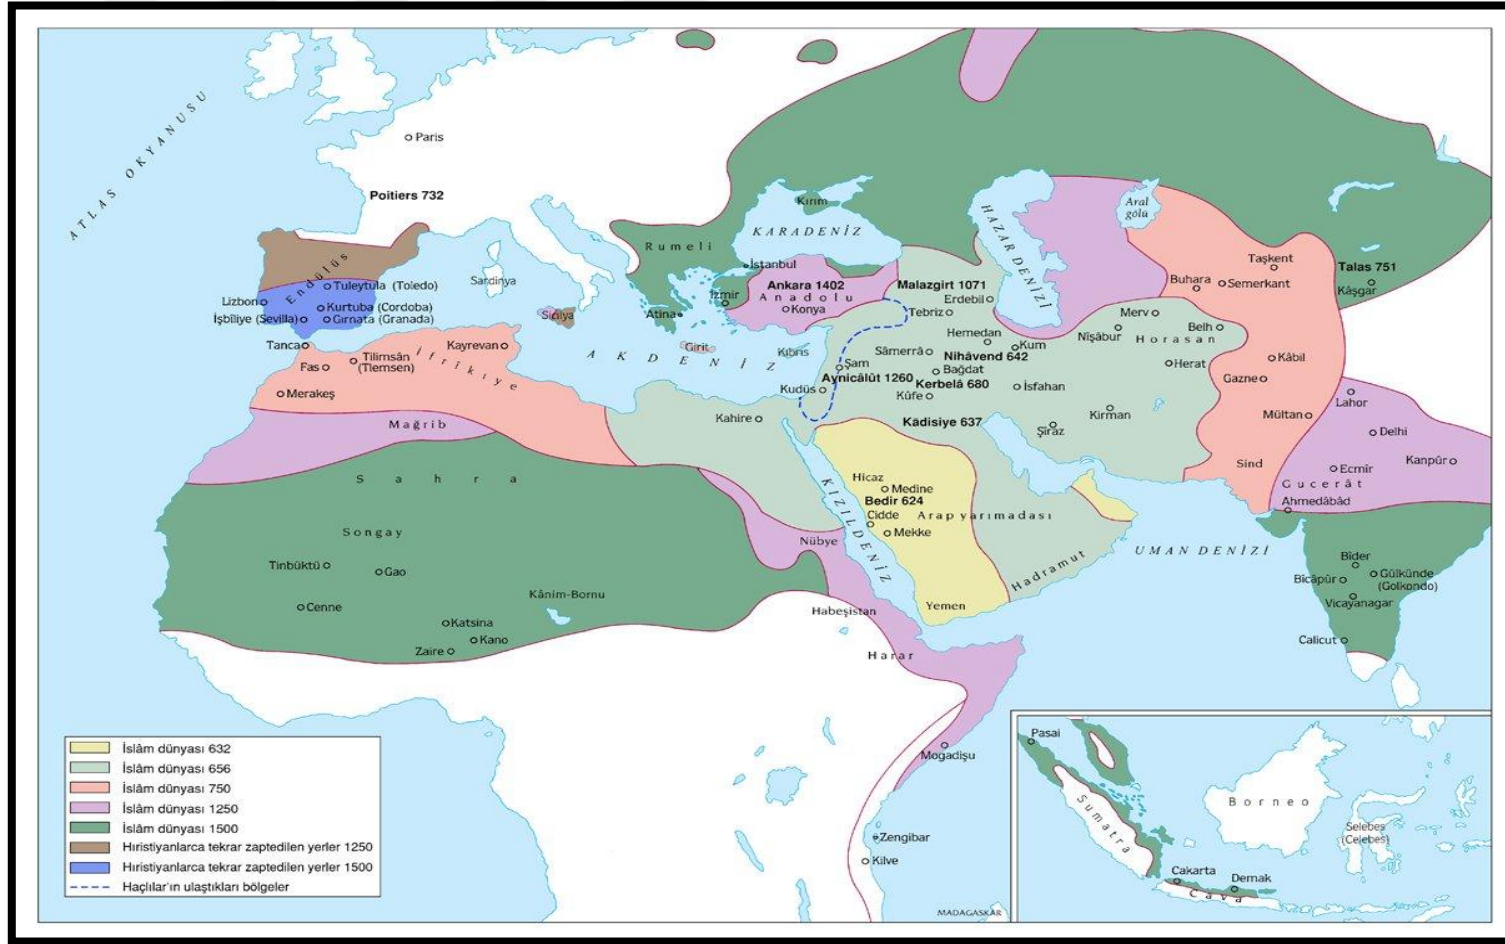 ATLAS OKYANUSU
Paris
Poitiers 732
Kırım
Aral
gölü
KARADENİZ
HAZAR DENİZİ
Rumeli
İstanbul
Taşkent
Talas 751
Endülüs
Tuleytula (Toledo)
Sardinya
Ankara 1402
Malazgirt 1071
Buhara
Semerkant
Kâşgar
Lizbon
Kurtuba (Cordoba)
İzmir
Anadolu
Erdebil
İşbîliye (Sevilla)
Gırnata (Granada)
Sicilya
Atina
Konya
Tebriz
Merv
Belh
Tanca
Kayrevan
Girit
Kıbrıs
Hemedan
Kum
Nîşâbur
Horasan
İfrîkıye
AKDENİZ
Sâmerrâ
Nihâvend 642
Tilimsân
(Tlemsen)
Fas
Şam
Bağdat
Herat
Kâbil
Aynicâlût 1260
Kerbelâ 680
İsfahan
Gazne
Merakeş
Kudüs
Kûfe
Lahor
Mağrib
Kahire
Kādisiye 637
Şîraz
Kirman
Mültan
Delhi
Sahra
Hicaz
Sind
Ecmîr
Kanpûr
Medine
Gucerât
Bedir 624
Ahmedâbâd
KIZILDENİZ
Cidde
Arap yarımadası
Songay
Mekke
Nübye
UMAN DENİZİ
Tinbüktü
Gao
Hadramut
Bîder
Bîcâpûr
Gülkünde
(Golkondo)
Kânim-Bornu
Cenne
Yemen
Vicayanagar
Habeşistan
Katsina
Kano
Zaire
Calicut
Harar
Mogadişu
Zengibar
Kilve
MADAGASKAR
İslâm dünyası 632
İslâm dünyası 656
İslâm dünyası 750
İslâm dünyası 1250
İslâm dünyası 1500
Hıristiyanlarca tekrar zaptedilen yerler 1250
Hıristiyanlarca tekrar zaptedilen yerler 1500
Haçlılar'ın ulaştıkları bölgeler
Pasai
Sumatra
Borneo
Selebes
(Celebes)
Cakarta
Demak
Cava